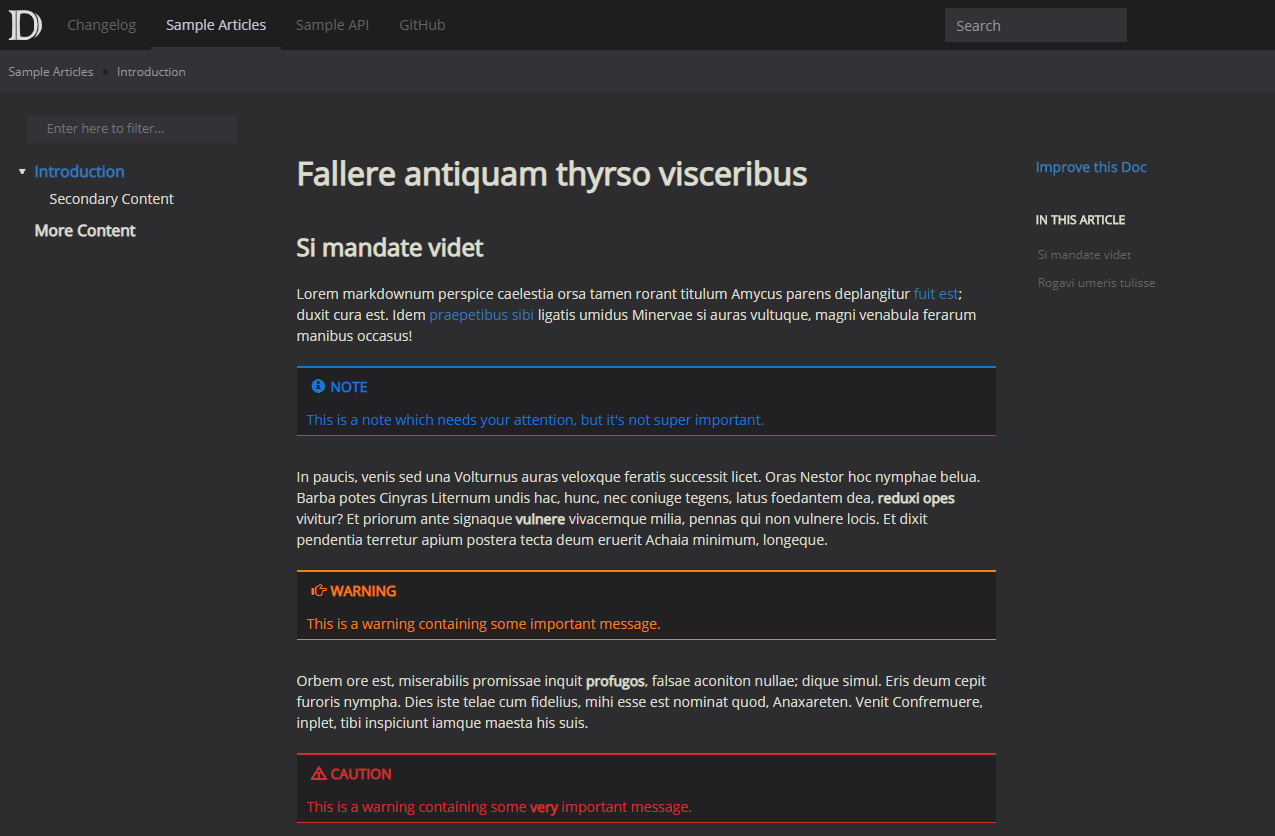 D Changelog Sample Articles Sample API GitHub Search
Sample Articles Introduction
Enter here to filter...
Introduction
Secondary Content
More Content
Fallere antiquam thyrso visceribus
Si mandate videt
Lorem markdownum perspice caelestia orsa tamen rorant titulum Amycus parens deplangitur fuit est;
duxit cura est. Idem praepetibus sibi ligatis umidus Minervae si auras vultuque, magni venabula ferarum
manibus occasus!
NOTE
This is a note which needs your attention, but it's not super important.
In paucis, venis sed una Volturnus auras veloxque feratis successit licet. Oras Nestor hoc nymphae belua.
Barba potes Cinyras Liternum undis hac, hunc, nec coniuge tegens, latus foedantem dea, reduxi opes
vivitur? Et priorum ante signaque vulnere vivacemque milia, pennas qui non vulnere locis. Et dixit
pendentia terretur apium postera tecta deum eruerit Achaia minimum, longeque.
WARNING
This is a warning containing some important message.
Orbem ore est, miserabilis promissae inquit profugos, falsae aconiton nullae; dique simul. Eris deum cepit
furoris nympha. Dies iste telae cum fidelius, mihi esse est nominat quod, Anaxareten. Venit Confremuere,
inplet, tibi inspiciunt iamque maesta his suis.
CAUTION
This is a warning containing some very important message.
Improve this Doc
IN THIS ARTICLE
Si mandate videt
Rogavi umeris tulisse